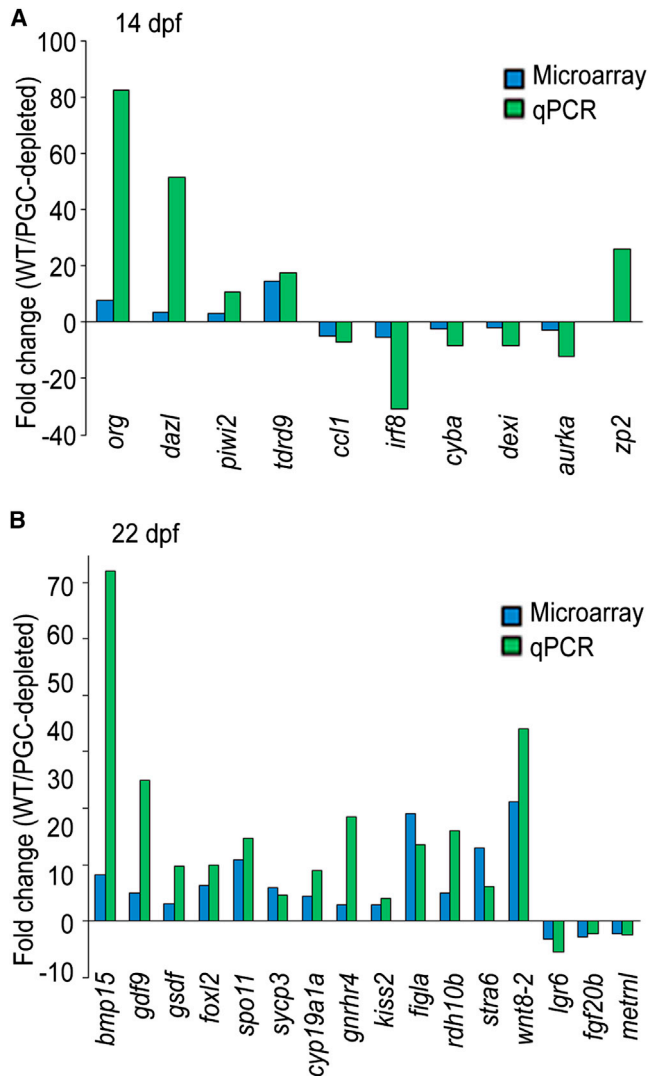 A
14 dpf
Fold change (WT/PGC-depleted)
100
80
60
40
20
0
-20
-40
Microarray
qPCR
org
dazl
piwi2
tdrd9
ccl1
irf8
cyba
dexi
aurka
zp2
B
22 dpf
Fold change (WT/PGC-depleted)
70
60
50
40
30
20
10
0
-10
Microarray
qPCR
bmp15
gdf9
gsdf
foxl2
spo11
sycp3
cyp19a1a
gnrhr4
kiss2
figla
rdh10b
stra6
wnt8-2
lgr6
fgf20b
metrnl